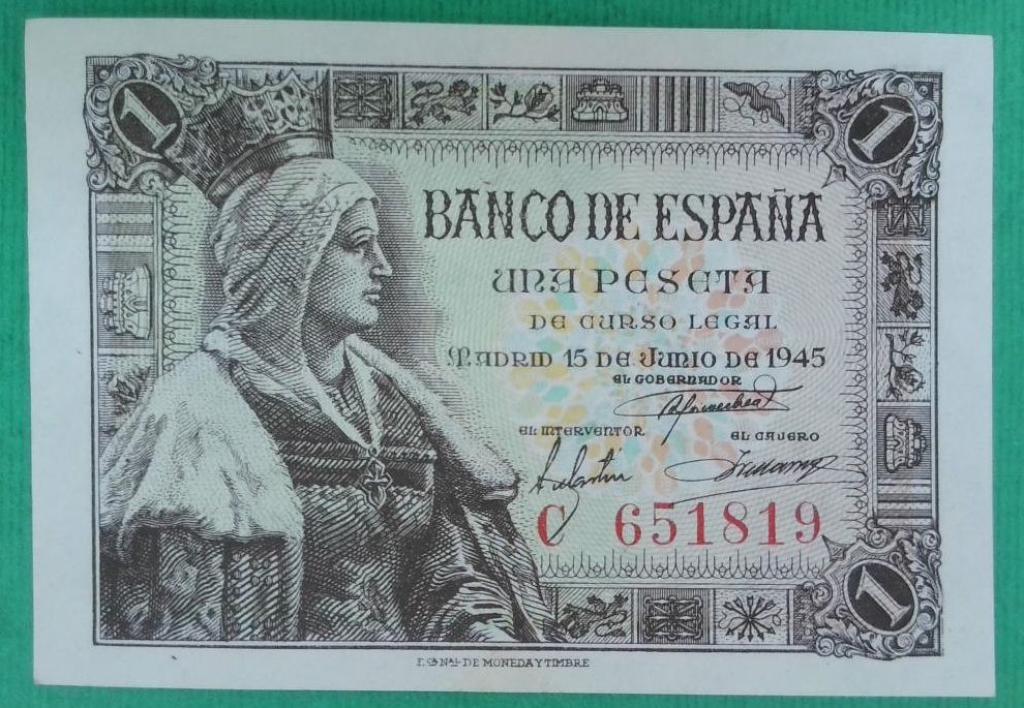 1
1
BANCO DE ESPAÑA
UNA PESETA
DE CURSO LEGAL
MADRID 15 DE JUNIO DE 1945
EL GOBERNADOR
EL INTERVENTOR
EL CAJERO
C 651819
1
F. CA NAL DE MONEDA Y TIMBRE